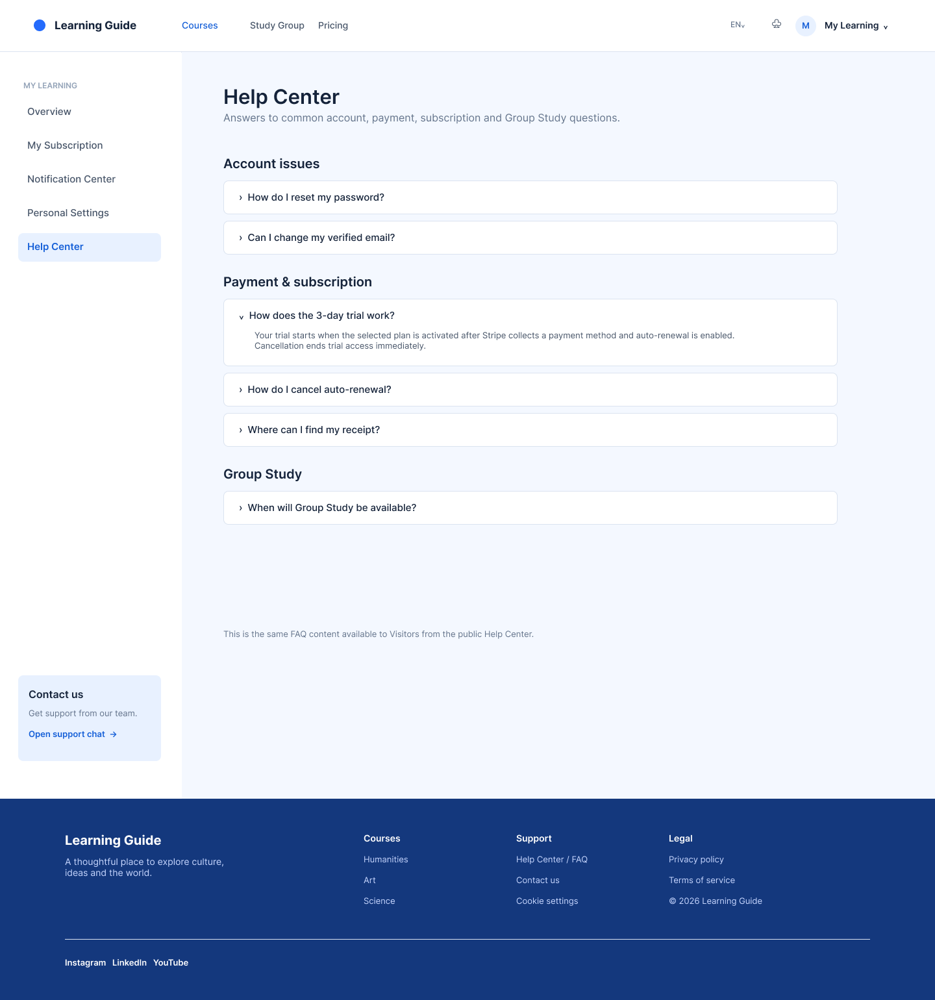 Learning Guide
Courses
Study Group
Pricing
EN
M
My Learning
MY LEARNING
Overview
My Subscription
Notification Center
Personal Settings
Help Center
Contact us
Get support from our team.
Open support chat →
Help Center
Answers to common account, payment, subscription and Group Study questions.
Account issues
› How do I reset my password?
› Can I change my verified email?
Payment & subscription
How does the 3-day trial work?
Your trial starts when the selected plan is activated after Stripe collects a payment method and auto-renewal is enabled.
Cancellation ends trial access immediately.
› How do I cancel auto-renewal?
› Where can I find my receipt?
Group Study
› When will Group Study be available?
This is the same FAQ content available to Visitors from the public Help Center.
Learning Guide
A thoughtful place to explore culture,
ideas and the world.
Courses
Humanities
Art
Science
Support
Help Center / FAQ
Contact us
Cookie settings
Legal
Privacy policy
Terms of service
© 2026 Learning Guide
Instagram LinkedIn YouTube